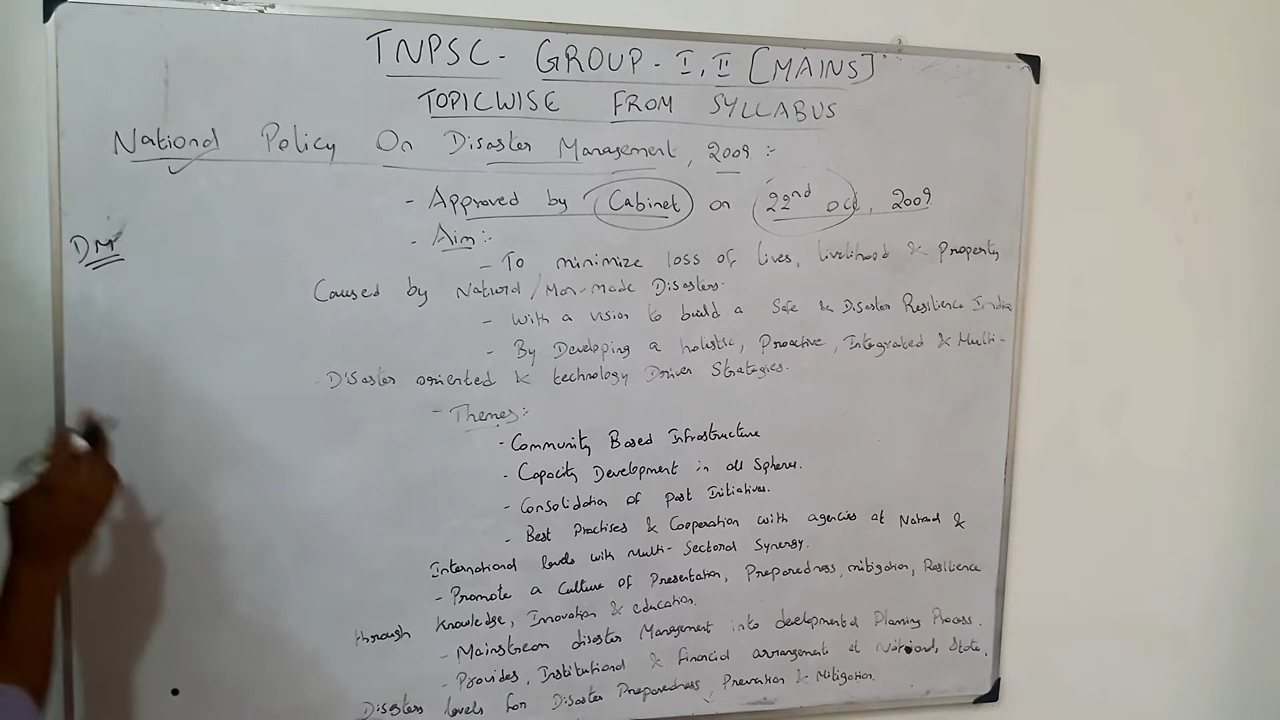 TNPSC - GROUP - I, II [MAINS]
TOPICWISE FROM SYLLABUS
National Policy On Disaster Management, 2009 :-
- Approved by Cabinet on 22nd Oct, 2009
DM
- Aim :-
- To minimize loss of lives, livelihood & Property
Caused by Natural / Man-made Disasters.
- With a vision to build a Safe & Disaster Resilience India
- By Developing a holistic, Proactive, Integrated & Multi-
Disaster oriented & technology Driven Strategies.
- Themes :-
- Community Based Infrastructure
- Capacity Development in all Spheres.
- Consolidation of past Initiatives.
- Best Practises & Cooperation with agencies at National &
International levels with Multi-Sectoral Synergy.
- Promote a Culture of Presentation, Preparedness, mitigation, Resilience
through Knowledge, Innovation & education.
- Mainstream disaster Management into developmental Planning Process.
- Provides, Institutional & financial arrangement at National, State,
Disasters levels for Disaster Preparedness, Prevention & Mitigation.